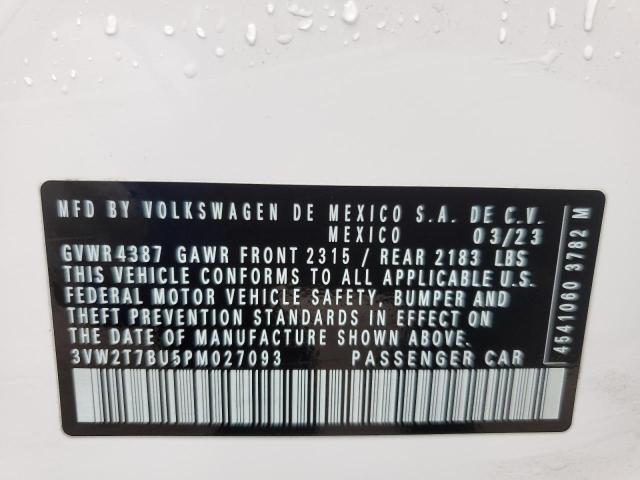 MFD BY VOLKSWAGEN DE MEXICO S.A. DE C.V.
MEXICO 03/23
GVWR 4387 GAWR FRONT 2315 / REAR 2183 LBS
THIS VEHICLE CONFORMS TO ALL APPLICABLE U.S.
FEDERAL MOTOR VEHICLE SAFETY, BUMPER AND
THEFT PREVENTION STANDARDS IN EFFECT ON
THE DATE OF MANUFACTURE SHOWN ABOVE.
3VW2T7BU5PM027093 PASSENGER CAR
4541060 3782 M